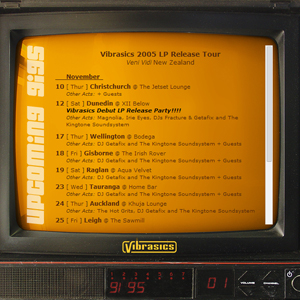 Vibrasics 2005 LP Release Tour
Veni Vidi New Zealand
upcoming gigs
November
10 [ Thur ] Christchurch @ The Jetset Lounge
Other Acts: + Guests
12 [ Sat ] Dunedin @ XII Below
Vibrasics Debut LP Release Party!!!!
Other Acts: Magnolia, Irie Eyes, DJs Fracture & Getafix and The
Kingtone Soundsystem
17 [ Thur ] Wellington @ Bodega
Other Acts: DJ Getafix and The Kingtone Soundsystem + Guests
18 [ Fri ] Gisborne @ The Irish Rover
Other Acts: DJ Getafix and The Kingtone Soundsystem + Guests
19 [ Sat ] Raglan @ Aqua Velvet
Other Acts: DJ Getafix and The Kingtone Soundsystem + Guests
23 [ Wed ] Tauranga @ Home Bar
Other Acts: DJ Getafix and The Kingtone Soundsystem + Guests
24 [ Thur ] Auckland @ Khuja Lounge
Other Acts: The Hot Grits, DJ Getafix and The Kingtone Soundsystem
25 [ Fri ] Leigh @ The Sawmill
Vibrasics
01
VOLUME
CHANNEL